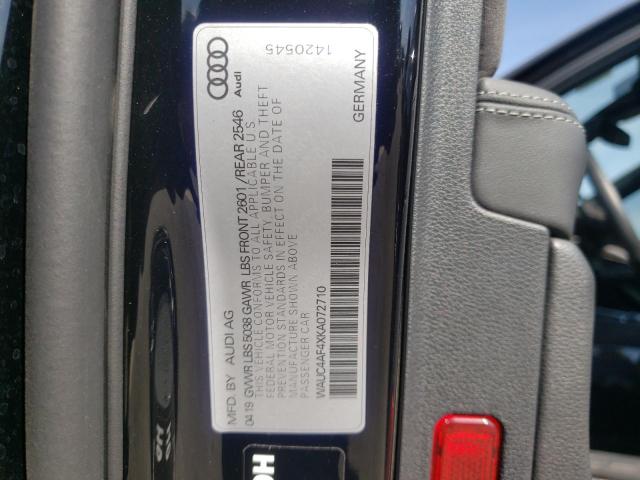 MFD. BY AUDI AG
04.19 GVWR LBS 5038 GAWR LBS FRONT 2601/REAR 2546
THIS VEHICLE CONFORMS TO ALL APPLICABLE U S
FEDERAL MOTOR VEHICLE SAFETY, BUMPER AND THEFT
PREVENTION STANDARDS IN EFFECT ON THE DATE OF
MANUFACTURE SHOWN ABOVE
PASSENGER CAR
WAUC4AF4XKA072710
GERMANY
Audi
1420545